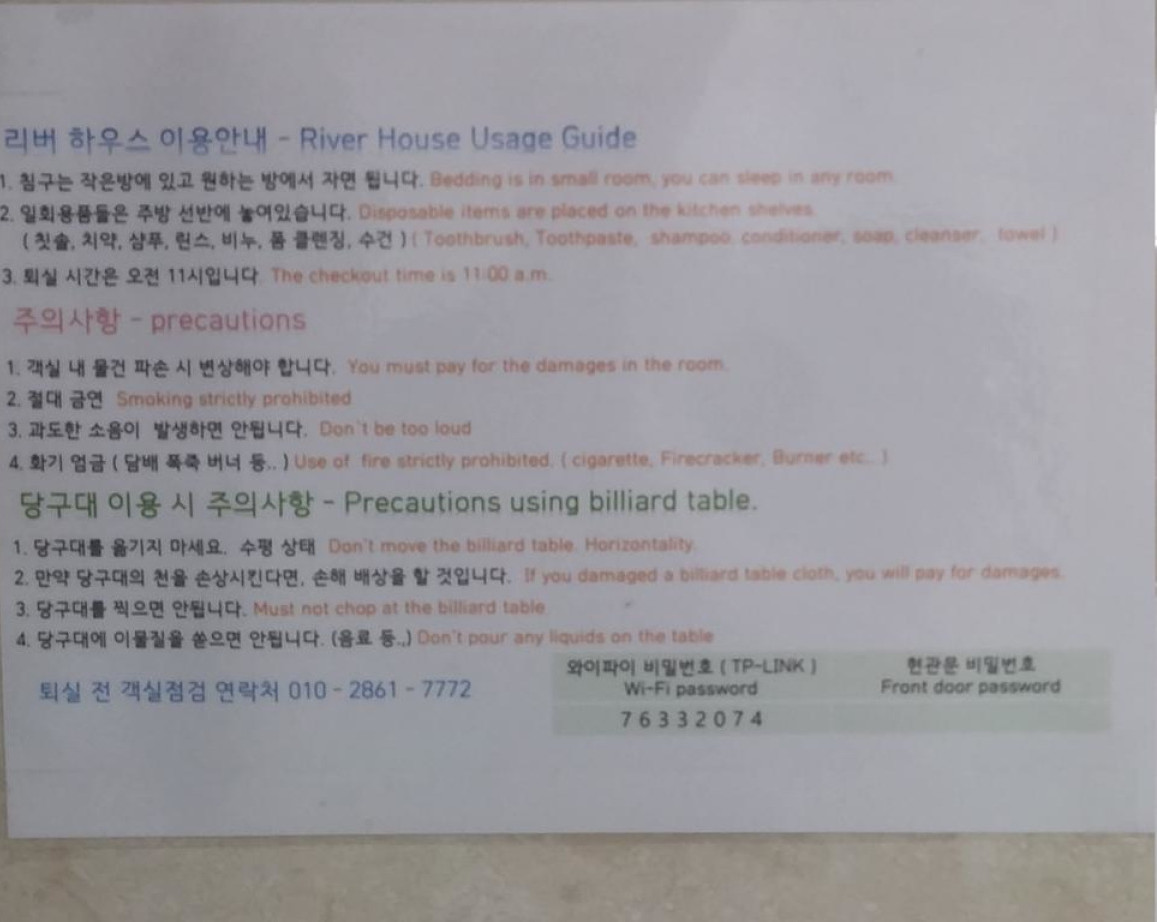 리버 하우스 이용안내 - River House Usage Guide
1. 침구는 작은방에 있고 원하는 방에서 자면 됩니다. Bedding is in small room, you can sleep in any room.
2. 일회용품들은 주방 선반에 놓여있습니다. Disposable items are placed on the kitchen shelves.
( 칫솔, 치약, 샴푸, 린스, 비누, 폼 클렌징, 수건 ) ( Toothbrush, Toothpaste, shampoo, conditioner, soap, cleanser, towel )
3. 퇴실 시간은 오전 11시입니다. The checkout time is 11:00 a.m.
주의사항 - precautions
1. 객실 내 물건 파손 시 변상해야 합니다. You must pay for the damages in the room.
2. 절대 금연 Smoking strictly prohibited
3. 과도한 소음이 발생하면 안됩니다. Don't be too loud
4. 화기 엄금 ( 담배 폭죽 버너 등.. ) Use of fire strictly prohibited. ( cigarette, Firecracker, Burner etc.. )
당구대 이용 시 주의사항 - Precautions using billiard table.
1. 당구대를 옮기지 마세요. 수평 상태 Don't move the billiard table. Horizontality.
2. 만약 당구대의 천을 손상시킨다면, 손해 배상을 할 것입니다. If you damaged a billiard table cloth, you will pay for damages.
3. 당구대를 찍으면 안됩니다. Must not chop at the billiard table.
4. 당구대에 이물질을 쏟으면 안됩니다. (음료 등.,) Don't pour any liquids on the table
퇴실 전 객실점검 연락처 010 - 2861 - 7772
와이파이 비밀번호 ( TP-LINK )
Wi-Fi password
7 6 3 3 2 0 7 4
현관문 비밀번호
Front door password